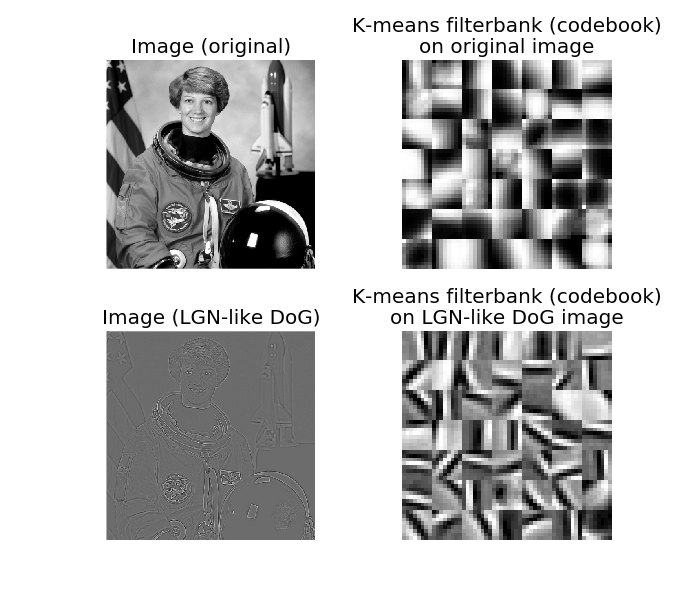 Image (original)
K-means filterbank (codebook)
on original image
Image (LGN-like DoG)
K-means filterbank (codebook)
on LGN-like DoG image